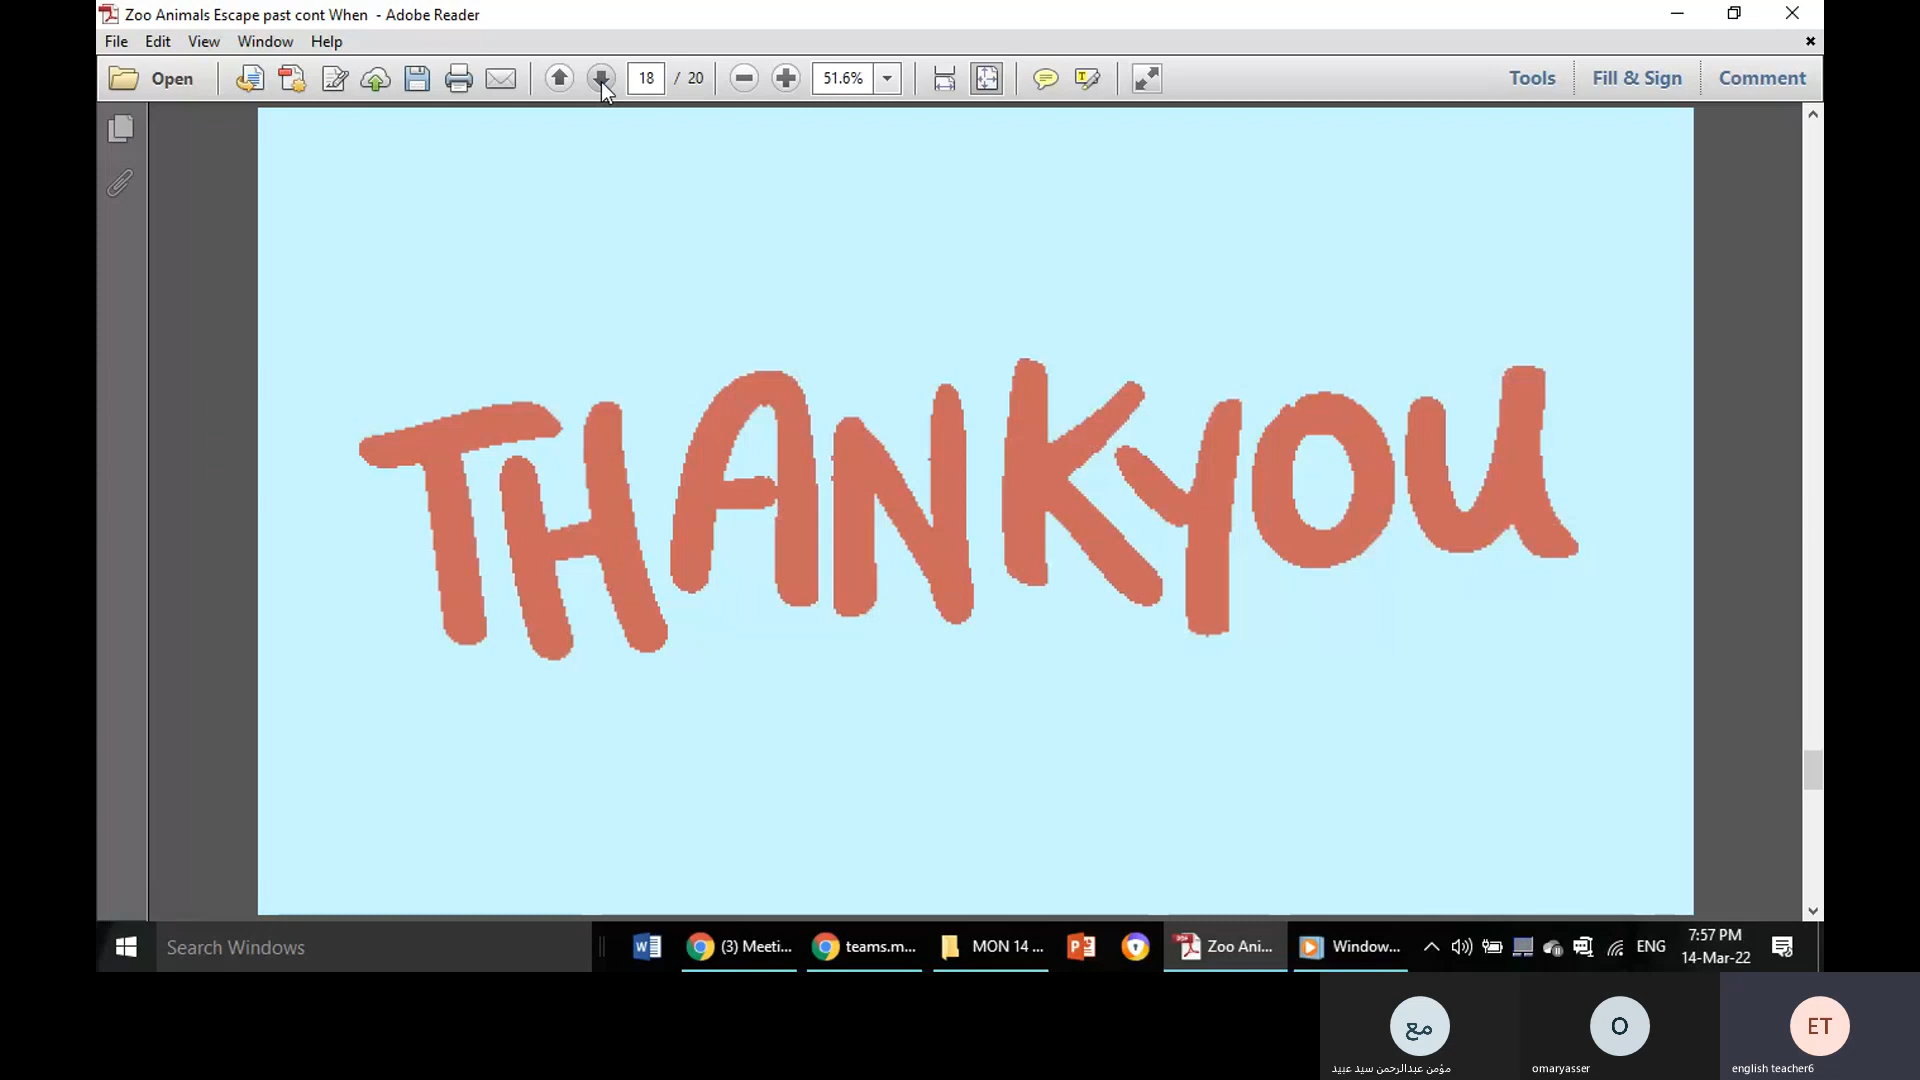 Zoo Animals Escape past cont When - Adobe Reader
File Edit View Window Help
Open 18 / 20 51.6% Tools Fill & Sign Comment
THANK YOU
Search Windows
(3) Meeti... teams.m... MON 14 ... Zoo Ani... Window... ENG
7:57 PM
14-Mar-22
مع O ET
مؤمن عبدالرحمن سيد عبيد omaryasser english teacher6